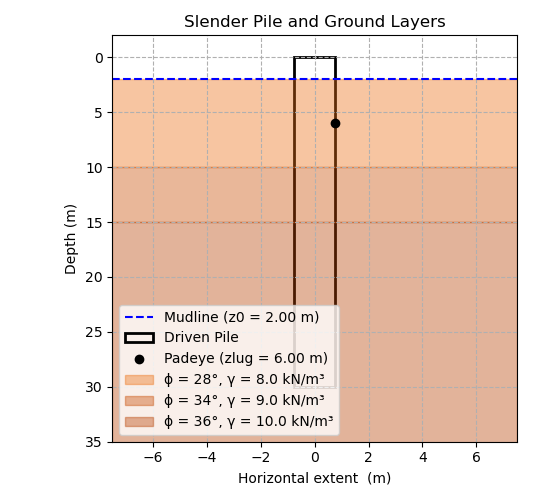 Slender Pile and Ground Layers
0
5
10
15
20
25
30
35
Depth (m)
Mudline (z0 = 2.00 m)
Driven Pile
Padeye (zlug = 6.00 m)
ϕ = 28°, γ = 8.0 kN/m³
ϕ = 34°, γ = 9.0 kN/m³
ϕ = 36°, γ = 10.0 kN/m³
−6 −4 −2 0 2 4 6
Horizontal extent  (m)